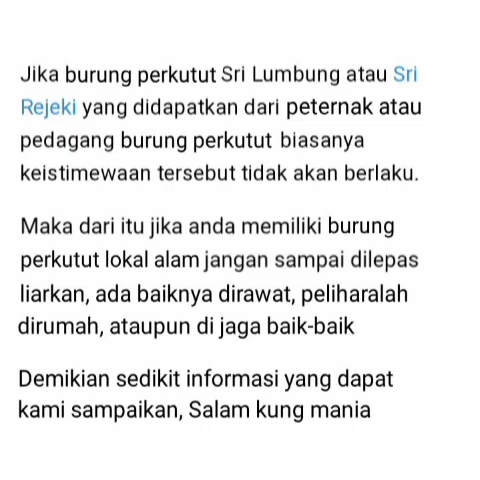 Jika burung perkutut Sri Lumbung atau Sri
Rejeki yang didapatkan dari peternak atau
pedagang burung perkutut biasanya
keistimewaan tersebut tidak akan berlaku.
Maka dari itu jika anda memiliki burung
perkutut lokal alam jangan sampai dilepas
liarkan, ada baiknya dirawat, peliharalah
dirumah, ataupun di jaga baik-baik
Demikian sedikit informasi yang dapat
kami sampaikan, Salam kung mania